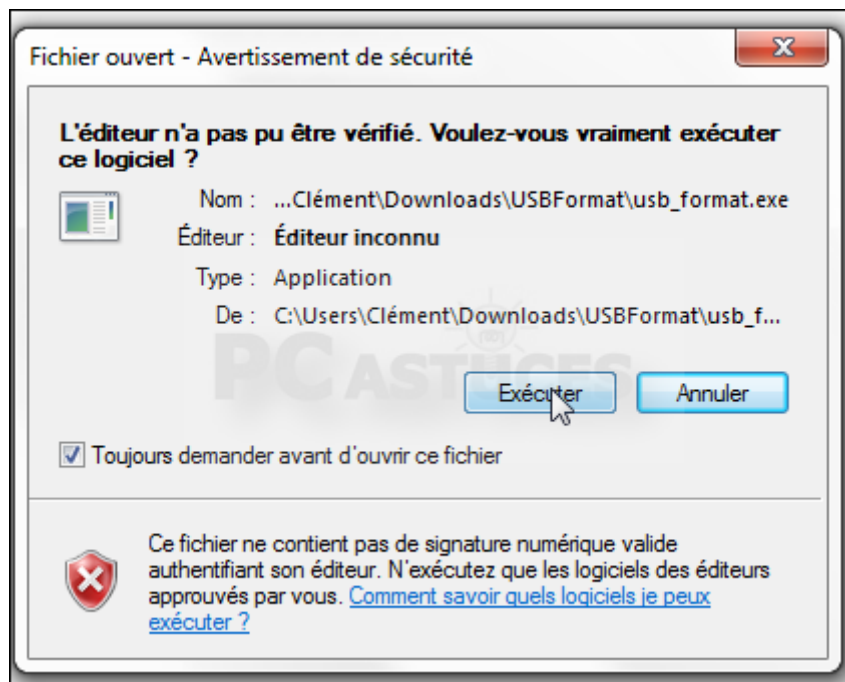 Fichier ouvert - Avertissement de sécurité
L'éditeur n'a pas pu être vérifié. Voulez-vous vraiment exécuter
ce logiciel ?
Nom : ...Clément\Downloads\USBFormat\usb_format.exe
Éditeur : Éditeur inconnu
Type : Application
De : C:\Users\Clément\Downloads\USBFormat\usb_f...
PC ASTUCES
Exécuter Annuler
Toujours demander avant d'ouvrir ce fichier
Ce fichier ne contient pas de signature numérique valide
authentifiant son éditeur. N'exécutez que les logiciels des éditeurs
approuvés par vous. Comment savoir quels logiciels je peux
exécuter ?